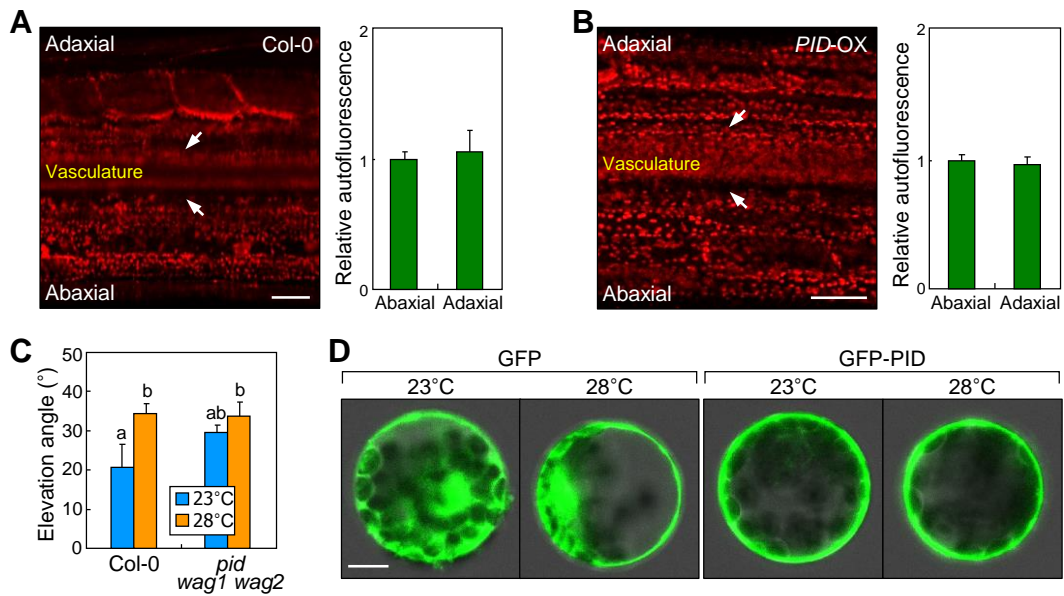 A
Adaxial
Col-0
Vasculature
Abaxial
Relative autofluorescence
2
1
0
Abaxial Adaxial
B
Adaxial
PID-OX
Vasculature
Abaxial
Relative autofluorescence
2
1
0
Abaxial Adaxial
C
Elevation angle (°)
50
40
30
20
10
0
a
b
ab
b
23°C
28°C
Col-0
pid
wag1 wag2
D
GFP
GFP-PID
23°C
28°C
23°C
28°C